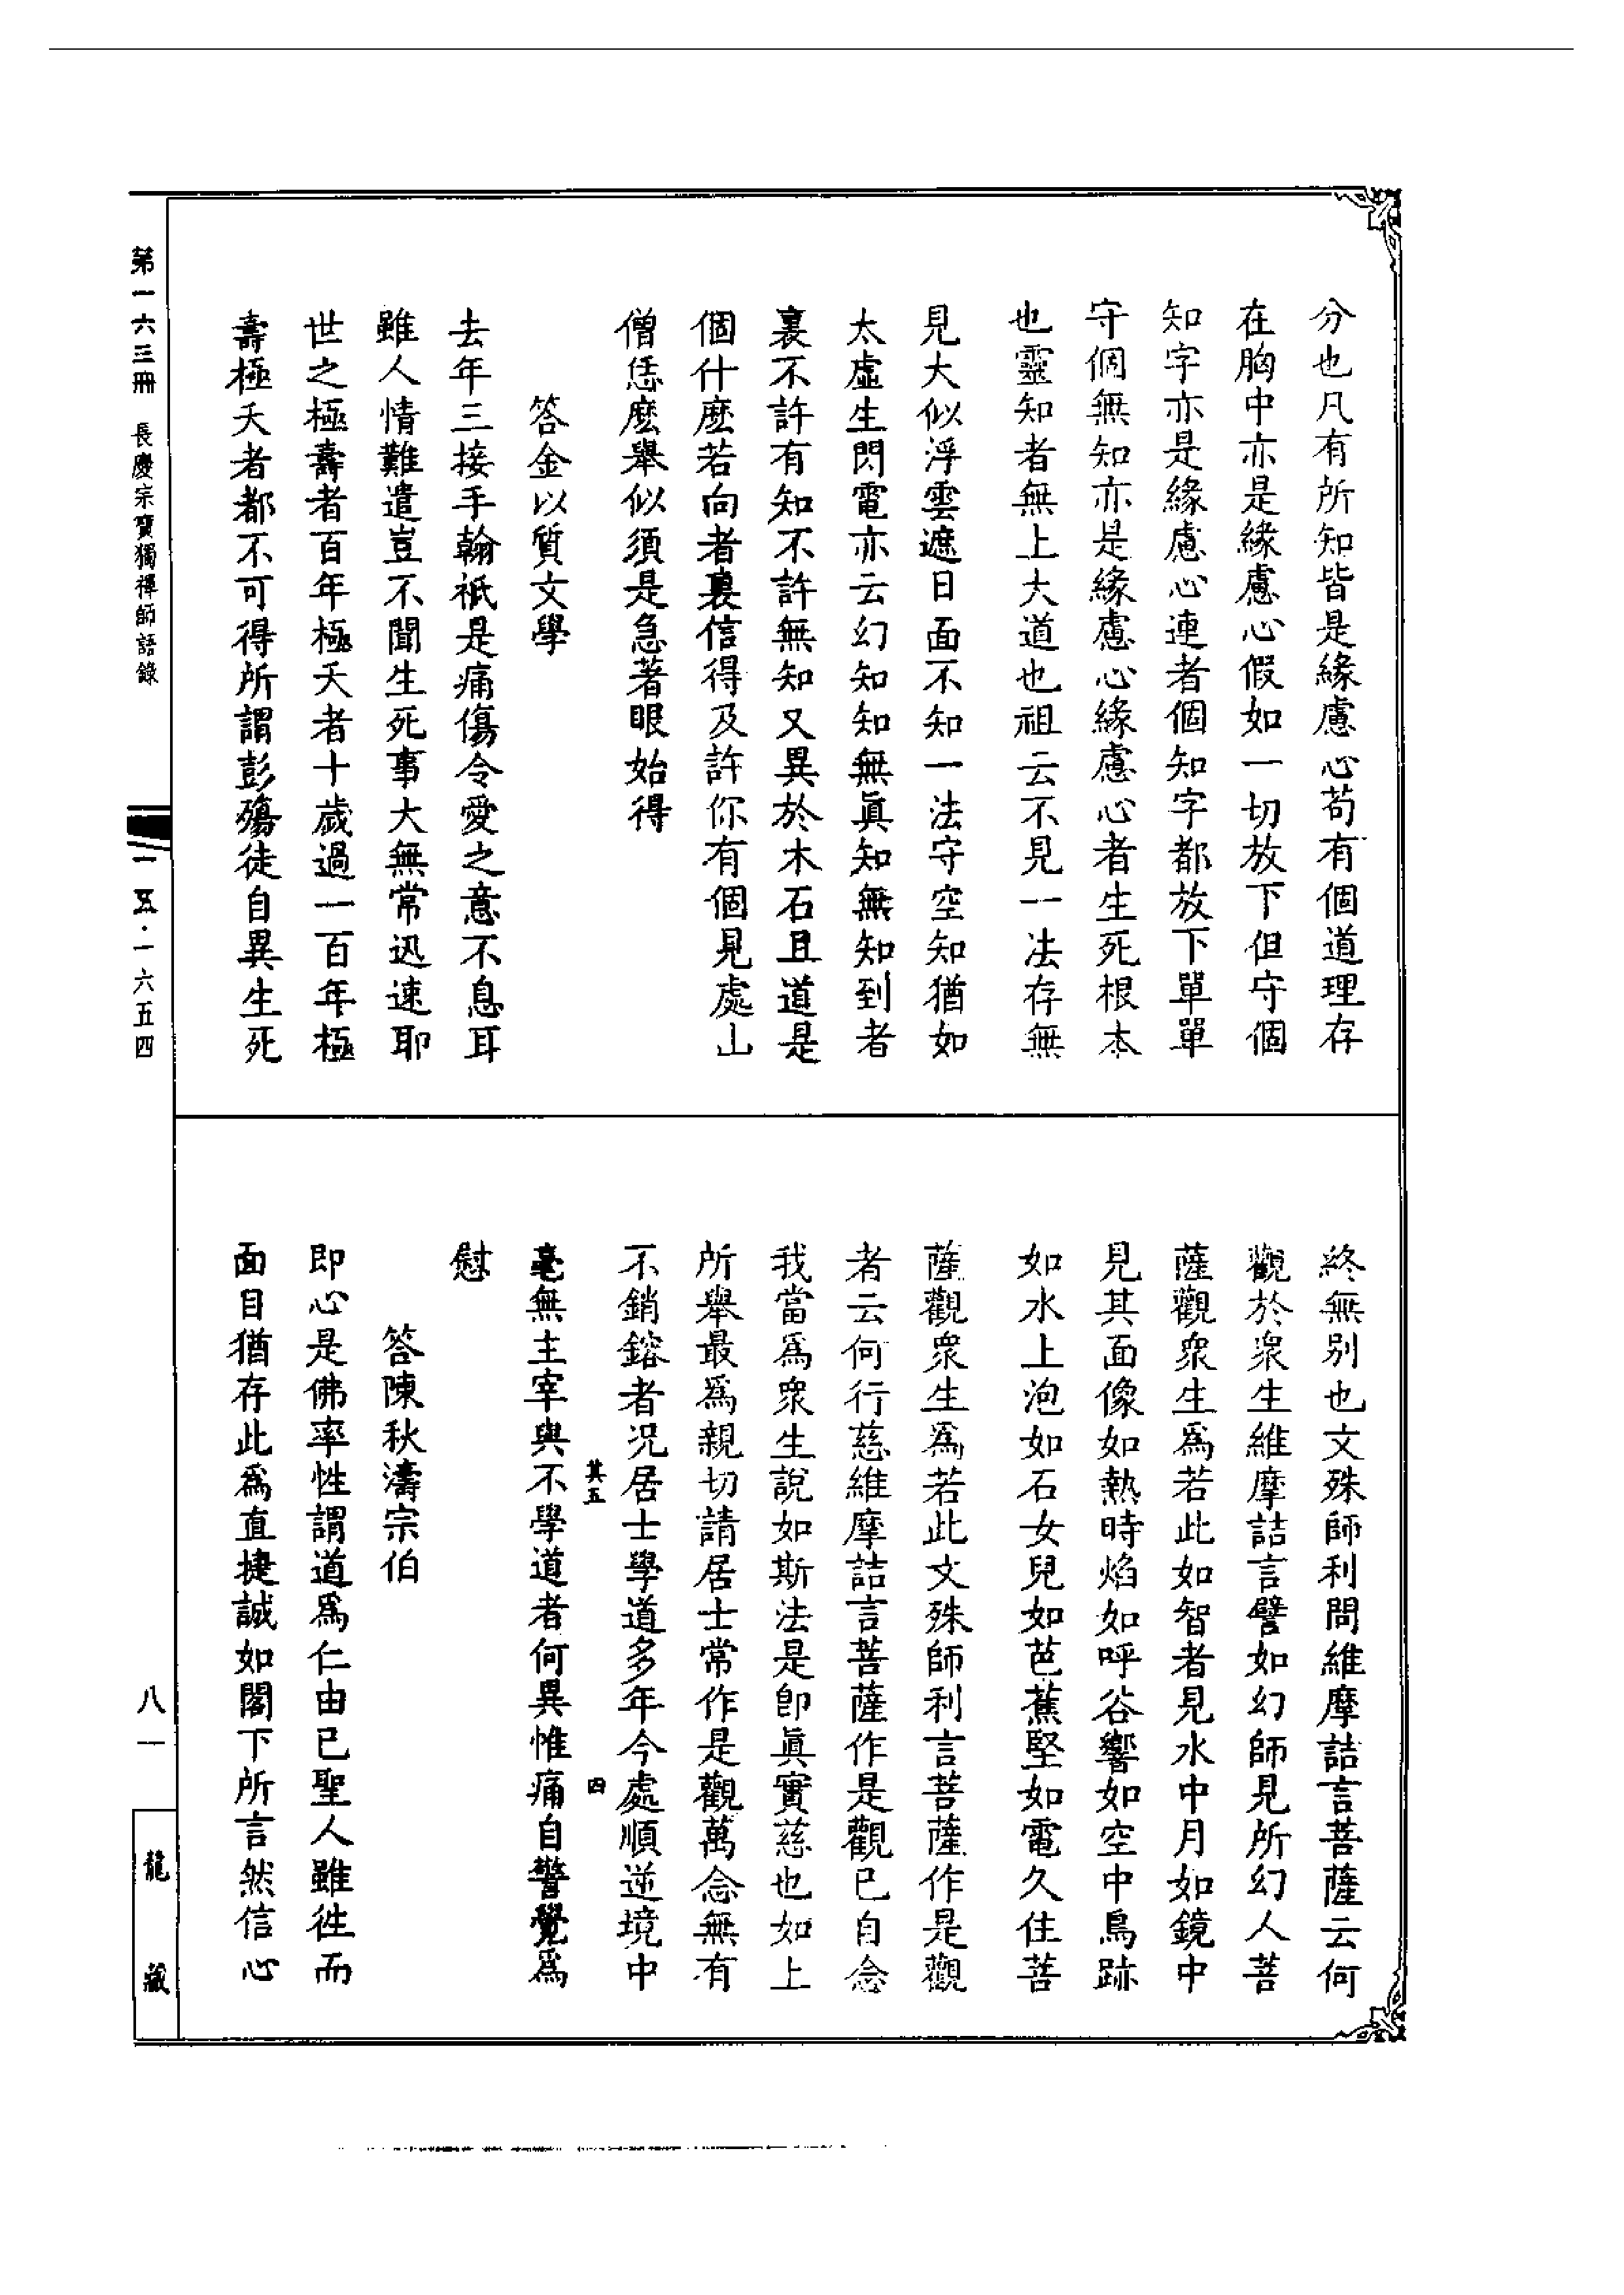 分也凡有所知皆是緣慮心苟有個道理存
在胸中亦是緣慮心假如一切放下但守個
知字亦是緣慮心連者個知字都放下單單
守個無知亦是緣慮心緣慮心者生死根本
也靈知者無上大道也祖云不見一法存無
見大似浮雲遮日面不知一法守空知猶如
太虛生閃電亦云幻知知無眞知無知到者
裏不許有知不許無知又異於木石且道是
個什麽若向者裏信得及許你有個見處山
僧恁麽舉似須是急著眼始得
答金以質文學
去年三接手翰祇是痛傷令愛之意不息耳
雖人情難遣豈不聞生死事大無常迅速耶
世之極壽者百年極夭者十歲過一百年極
壽極夭者都不可得所謂彭殤徒自異生死
終無別也文殊師利問維摩詰言菩薩云何
觀於衆生維摩詰言譬如幻師見所幻人菩
薩觀衆生爲若此如智者見水中月如鏡中
見其面像如熱時焰如呼谷響如空中鳥跡
如水上泡如石女兒如芭蕉堅如電久住菩
薩觀衆生爲若此文殊師利言菩薩作是觀
者云何行慈維摩詰言菩薩作是觀已自念
我當爲衆生說如斯法是卽眞實慈也如上
所舉最爲親切請居士常作是觀萬念無有
不銷鎔者况居士學道多年今處順逆境中
其五 四
毫無主宰與不學道者何異惟痛自警覺爲
慰
答陳秋濤宗伯
即心是佛率性謂道爲仁由已聖人雖徃而
面目猶存此爲直捷誠如閣下所言然信心
第一六三冊 長慶宗寶獨禪師語錄
一五·一六五四
八一
龍藏